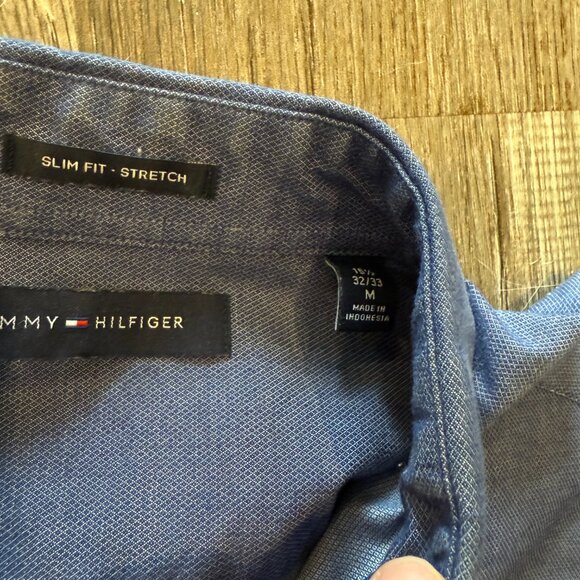 SLIM FIT - STRETCH
MMY HILFIGER
32/33
M
MADE IN
INDONESIA